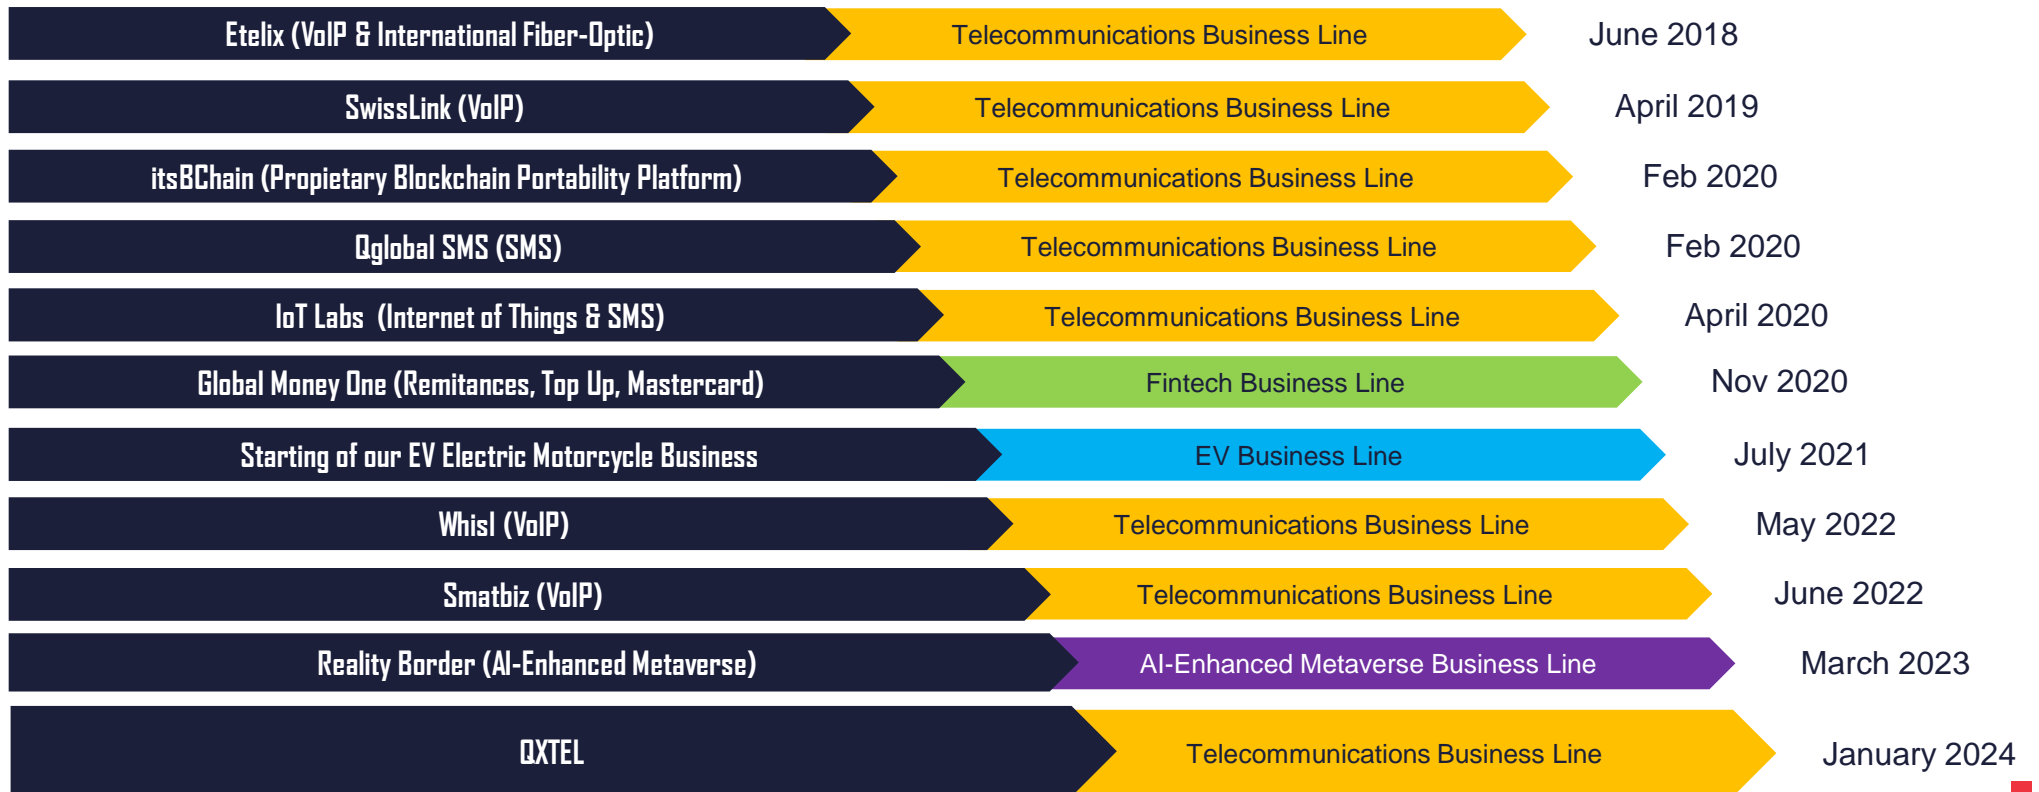 Etelix (VoIP & International Fiber-Optic) Telecommunications Business Line June 2018
SwissLink (VoIP) Telecommunications Business Line April 2019
itsBChain (Propietary Blockchain Portability Platform) Telecommunications Business Line Feb 2020
Qglobal SMS (SMS) Telecommunications Business Line Feb 2020
IoT Labs (Internet of Things & SMS) Telecommunications Business Line April 2020
Global Money One (Remitances, Top Up, Mastercard) Fintech Business Line Nov 2020
Starting of our EV Electric Motorcycle Business EV Business Line July 2021
Whisl (VoIP) Telecommunications Business Line May 2022
Smatbiz (VoIP) Telecommunications Business Line June 2022
Reality Border (AI-Enhanced Metaverse) AI-Enhanced Metaverse Business Line March 2023
QXTEL Telecommunications Business Line January 2024